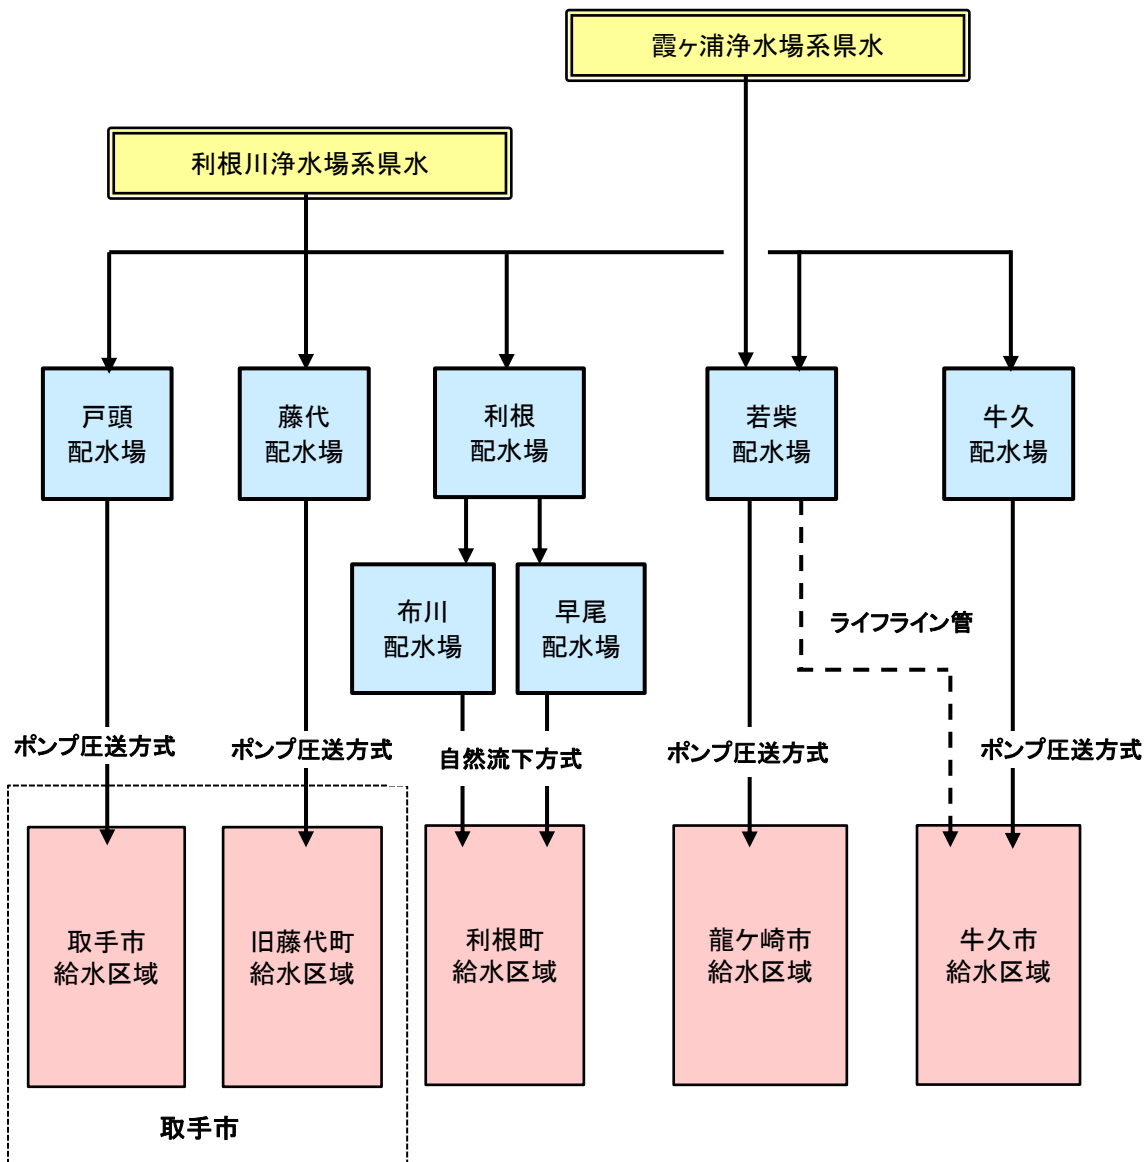 霞ヶ浦浄水場系県水
利根川浄水場系県水
戸頭
配水場
藤代
配水場
利根
配水場
若柴
配水場
牛久
配水場
布川
配水場
早尾
配水場
ライフライン管
ポンプ圧送方式
ポンプ圧送方式
自然流下方式
ポンプ圧送方式
ポンプ圧送方式
取手市
給水区域
旧藤代町
給水区域
利根町
給水区域
龍ケ崎市
給水区域
牛久市
給水区域
取手市